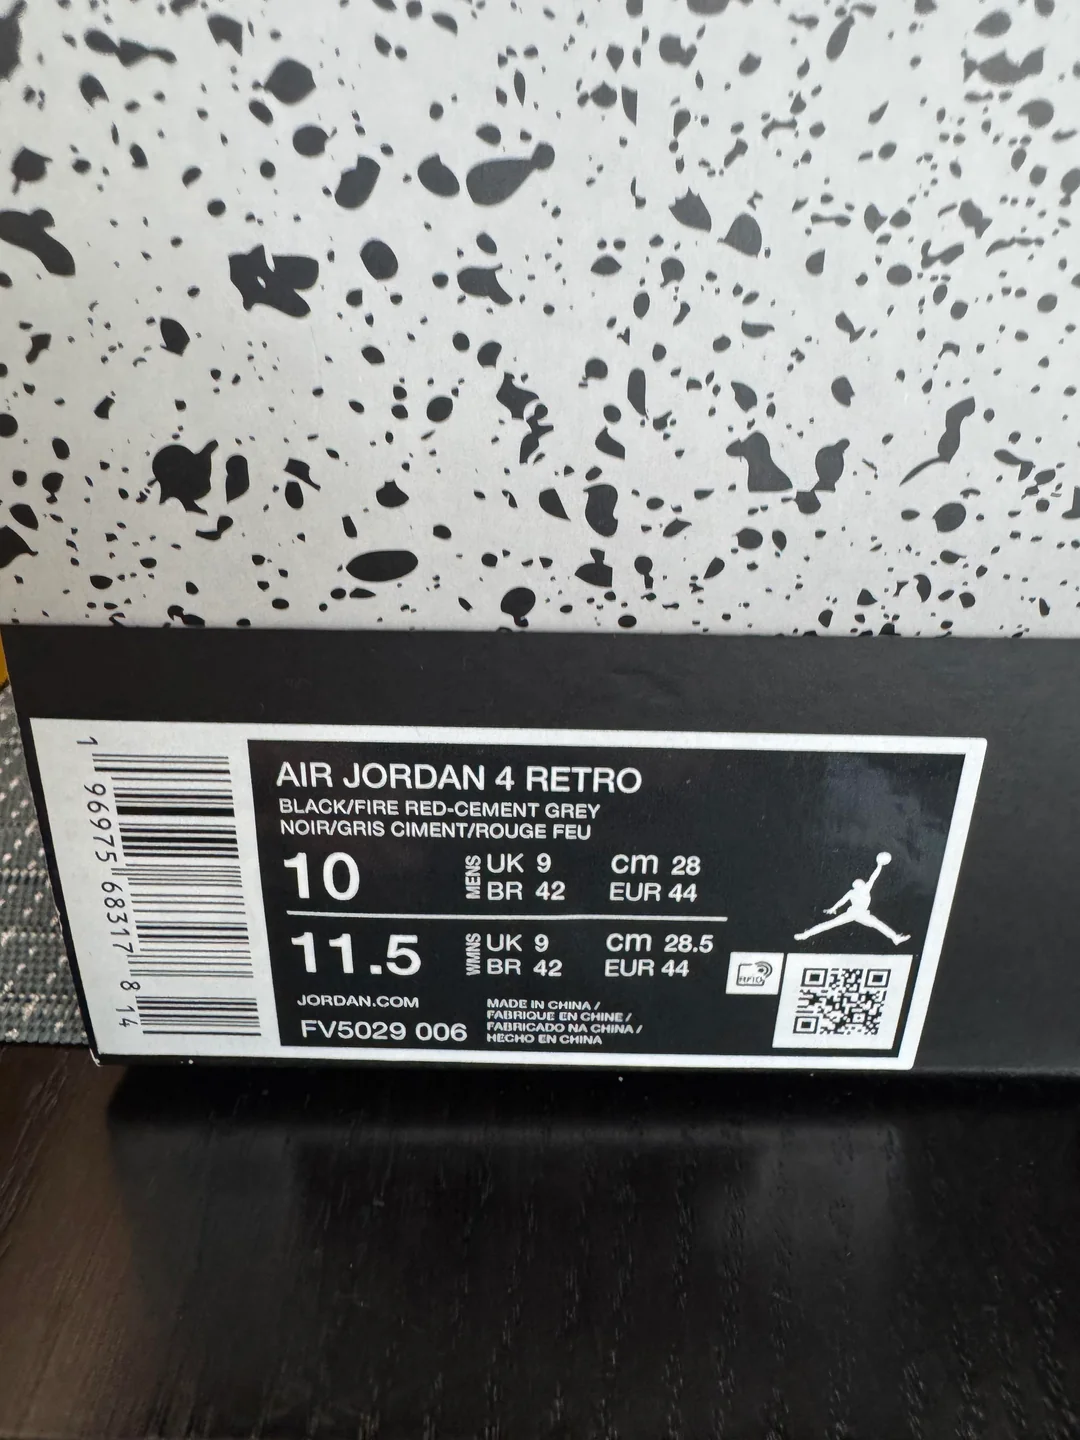 AIR JORDAN 4 RETRO
BLACK/FIRE RED-CEMENT GREY
NOIR/GRIS CIMENT/ROUGE FEU
10 MENS UK 9 cm 28
BR 42 EUR 44
11.5 WMNS UK 9 cm 28.5
BR 42 EUR 44
JORDAN.COM
FV5029 006
MADE IN CHINA /
FABRIQUE EN CHINE /
FABRICADO NA CHINA /
HECHO EN CHINA
RFID
1 96975 68317 8 14